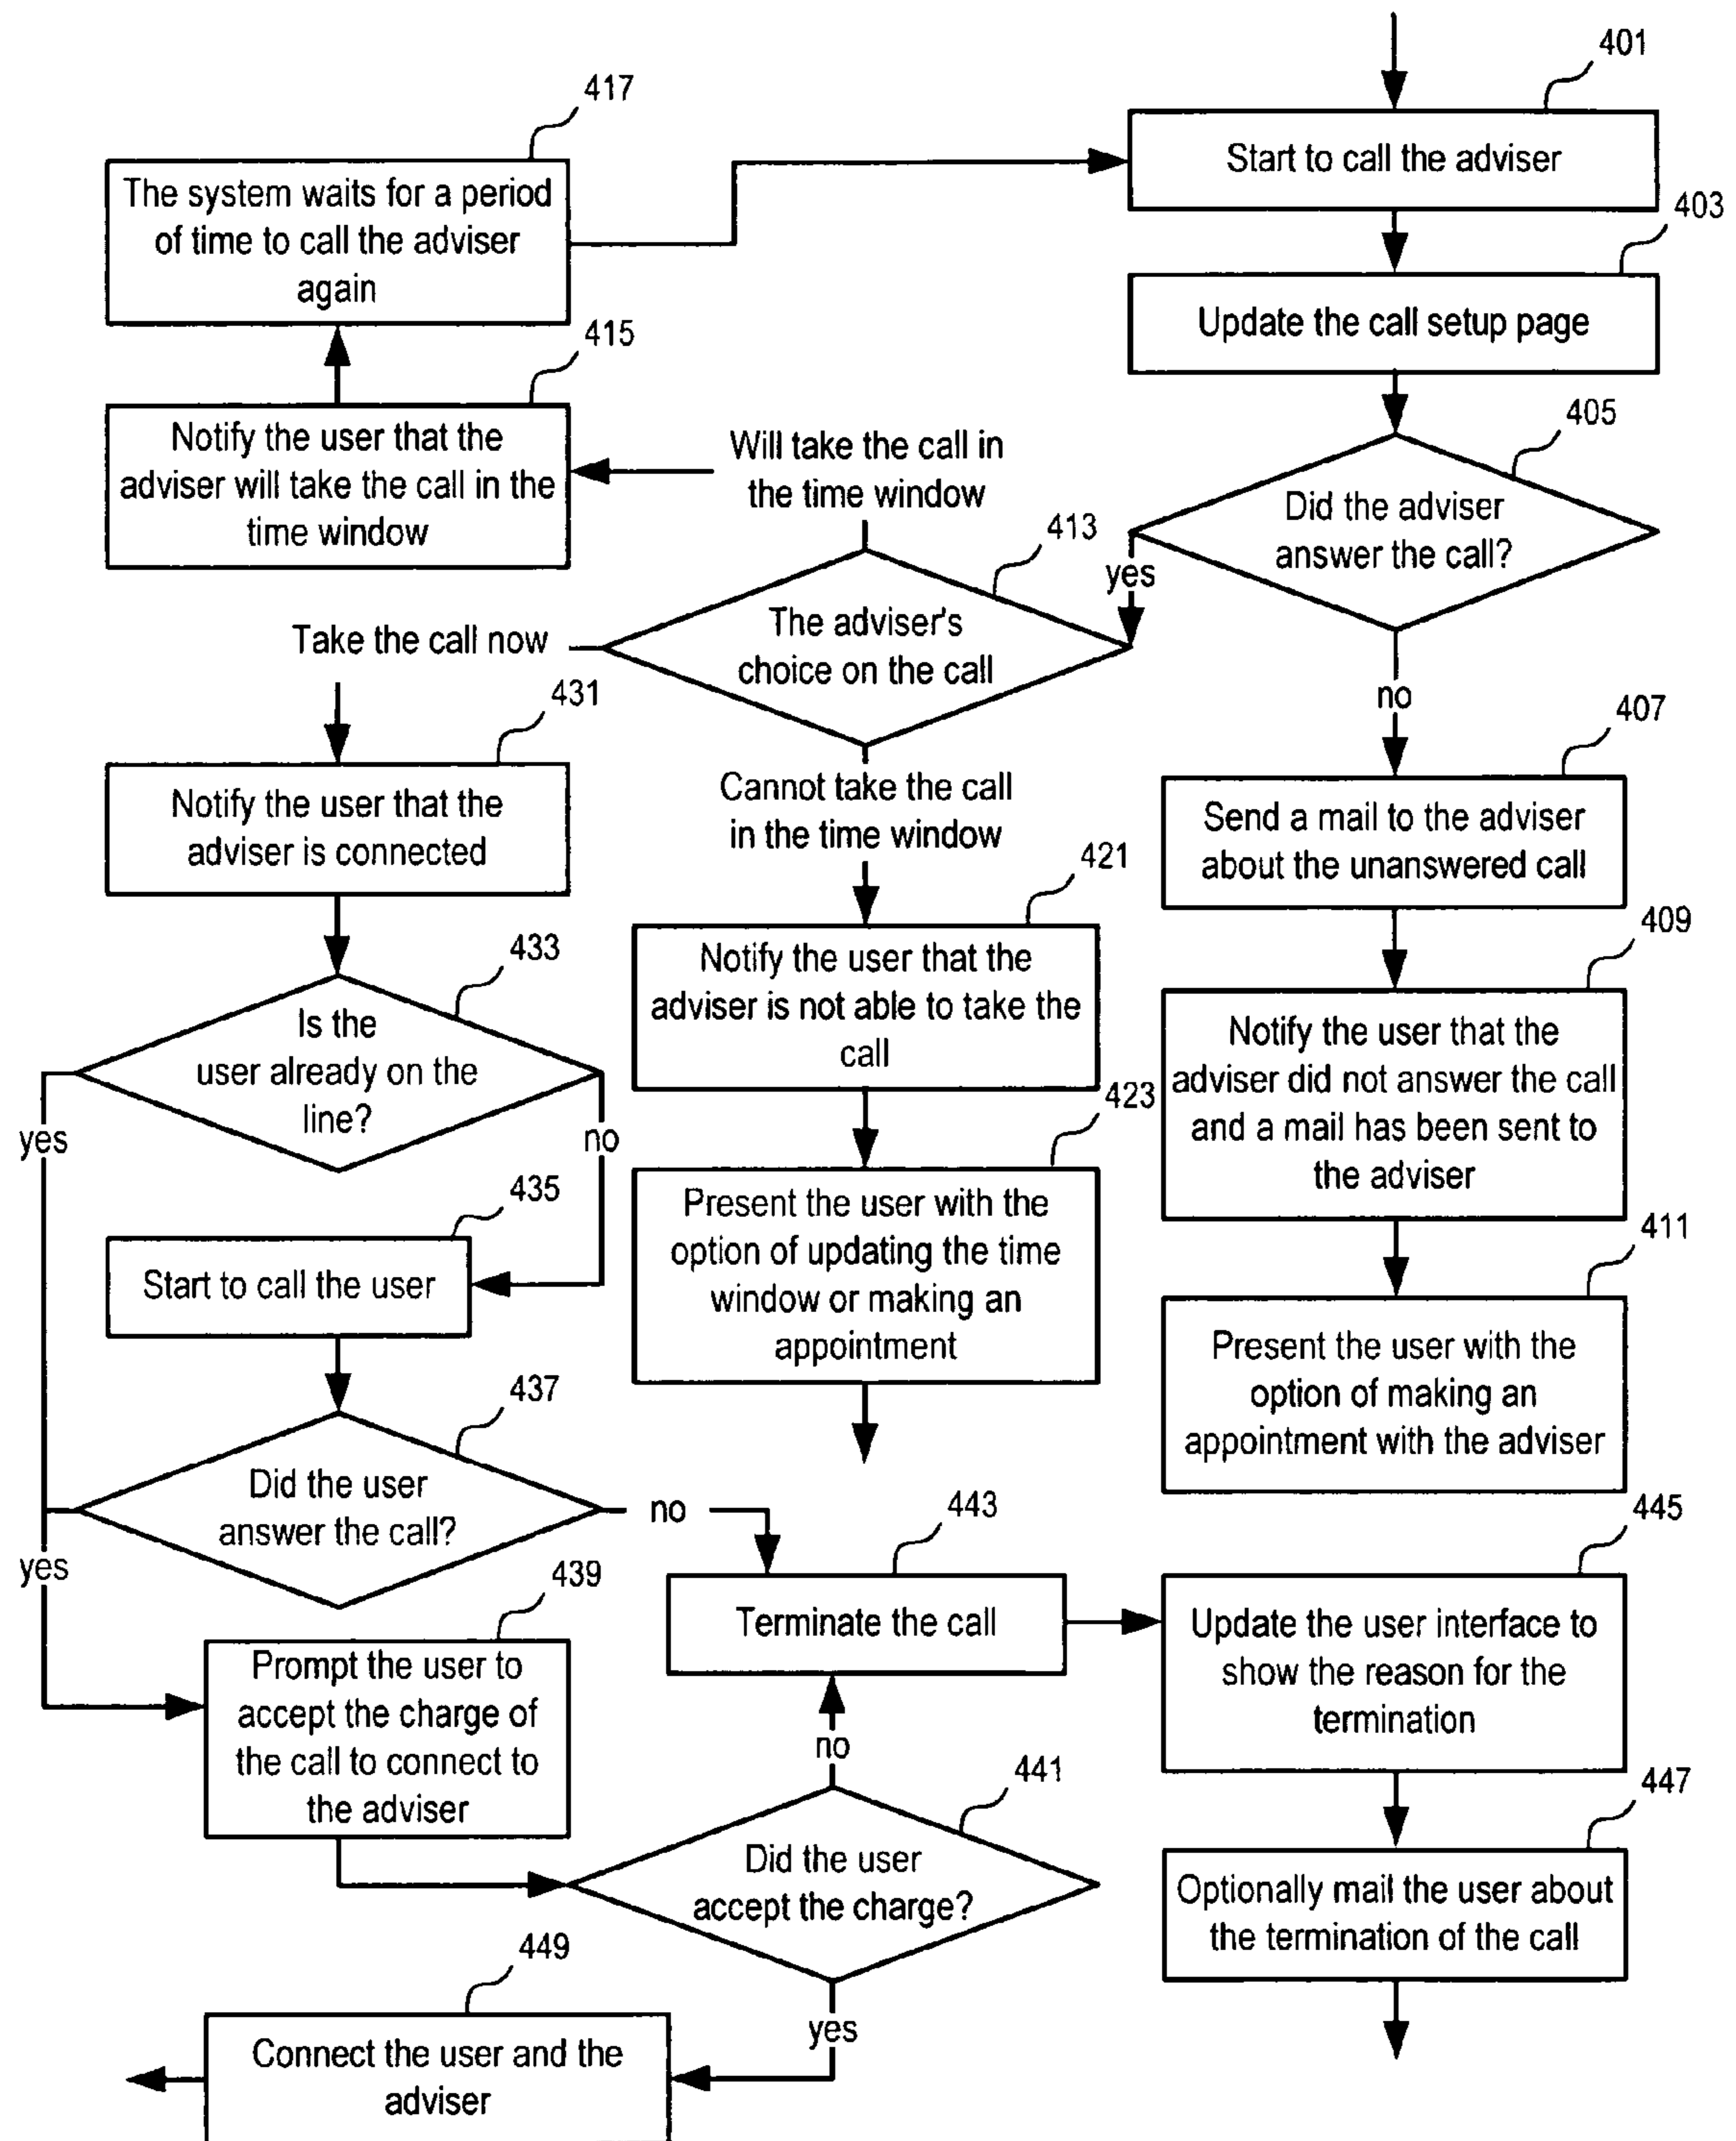 401
Start to call the adviser
403
Update the call setup page
405
Did the adviser
answer the call?
yes
no
407
Send a mail to the adviser
about the unanswered call
409
Notify the user that the
adviser did not answer the call
and a mail has been sent to
the adviser
411
Present the user with the
option of making an
appointment with the adviser
413
The adviser's
choice on the call
Will take the call in
the time window
415
Notify the user that the
adviser will take the call in the
time window
417
The system waits for a period
of time to call the adviser
again
Cannot take the call
in the time window
421
Notify the user that the
adviser is not able to take the
call
423
Present the user with the
option of updating the time
window or making an
appointment
Take the call now
431
Notify the user that the
adviser is connected
433
Is the
user already on the
line?
yes
no
435
Start to call the user
437
Did the user
answer the call?
yes
no
439
Prompt the user to
accept the charge of
the call to connect to
the adviser
441
Did the user
accept the charge?
no
yes
443
Terminate the call
445
Update the user interface to
show the reason for the
termination
447
Optionally mail the user about
the termination of the call
449
Connect the user and the
adviser